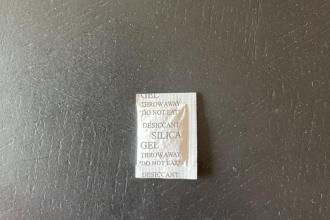 GEL
THROW AWAY
"DO NOT EAT"
DESICCANT
SILICA
GEL
THROW AWAY
"DO NOT EAT"
DESICCANT